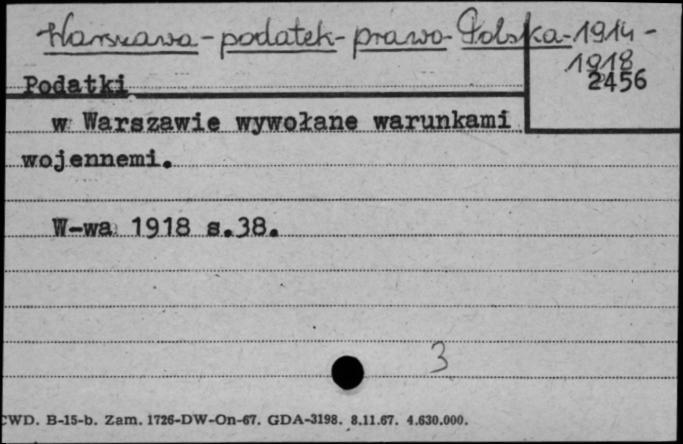 Warszawa - podatek - prawo - Polska - 1914 -
1918
2456
Podatki
w Warszawie wywołane warunkami
wojennemi.
W-wa 1918 s.38.
3
CWD. B-15-b. Zam. 1726-DW-On-67. GDA-3198. 8.11.67. 4.630.000.